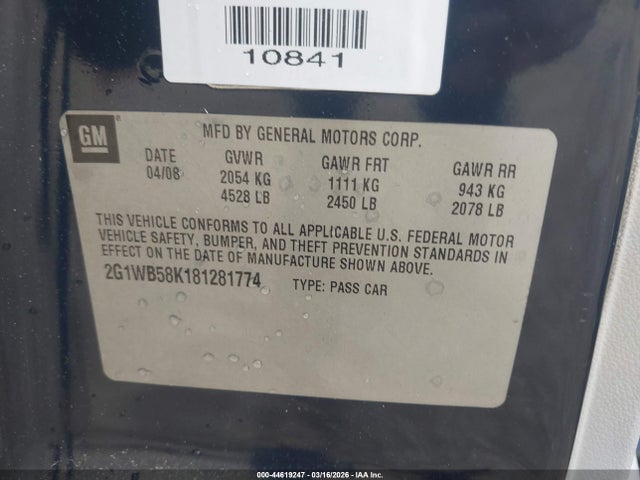 10841
GM
MFD BY GENERAL MOTORS CORP.
DATE GVWR GAWR FRT GAWR RR
04/08 2054 KG 1111 KG 943 KG
4528 LB 2450 LB 2078 LB
THIS VEHICLE CONFORMS TO ALL APPLICABLE U.S. FEDERAL MOTOR
VEHICLE SAFETY, BUMPER, AND THEFT PREVENTION STANDARDS IN
EFFECT ON THE DATE OF MANUFACTURE SHOWN ABOVE.
2G1WB58K181281774 TYPE: PASS CAR
000-44619247 - 03/16/2026 - IAA Inc.